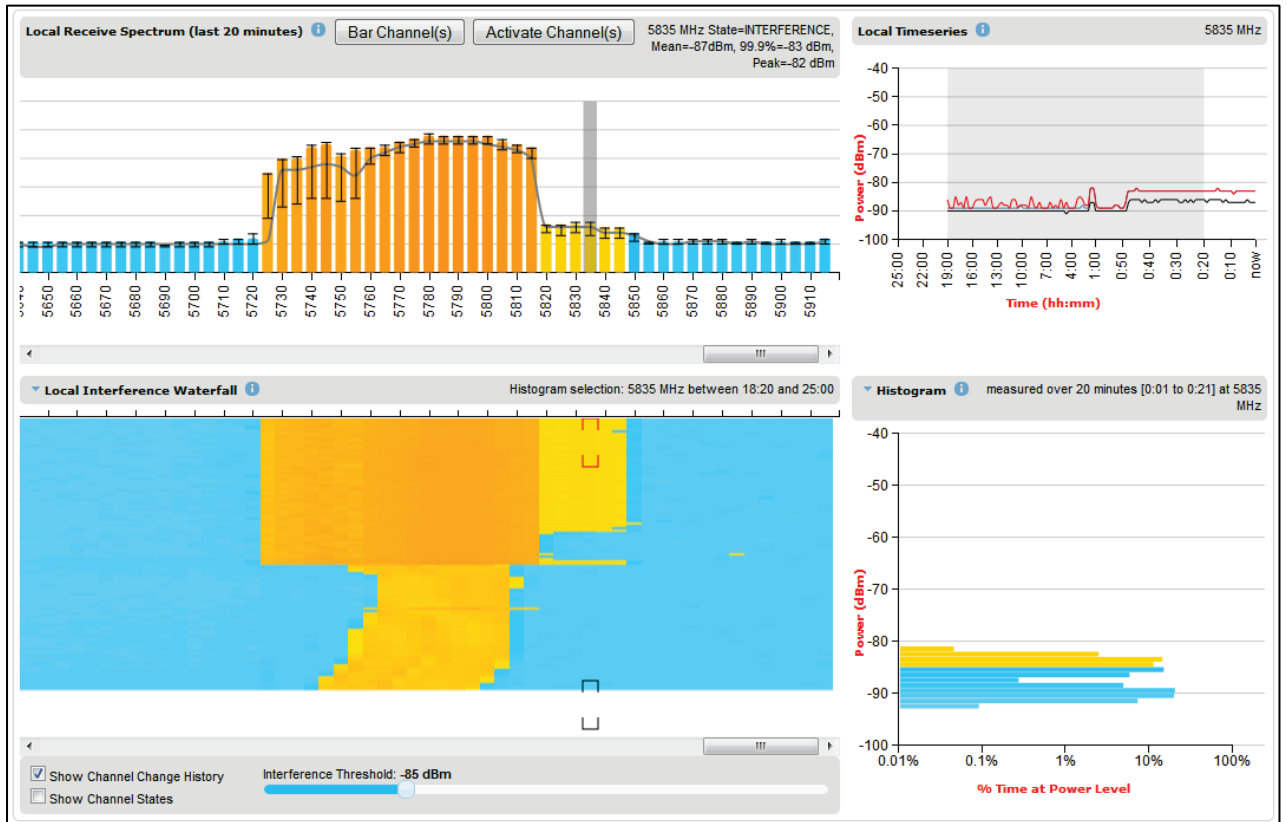 Local Receive Spectrum (last 20 minutes) i Bar Channel(s) Activate Channel(s) 5835 MHz State=INTERFERENCE,
Mean=-87dBm, 99.9%=-83 dBm,
Peak=-82 dBm
5650 5660 5670 5680 5690 5700 5710 5720 5730 5740 5750 5760 5770 5780 5790 5800 5810 5820 5830 5840 5850 5860 5870 5880 5890 5900 5910
Local Timeseries i 5835 MHz
Power (dBm)
-40
-50
-60
-70
-80
-90
-100
25:00 22:00 19:00 16:00 13:00 10:00 7:00 4:00 1:00 0:50 0:40 0:30 0:20 0:10 now
Time (hh:mm)
Local Interference Waterfall i Histogram selection: 5835 MHz between 18:20 and 25:00
Show Channel Change History
Show Channel States
Interference Threshold: -85 dBm
Histogram i measured over 20 minutes [0:01 to 0:21] at 5835
MHz
Power (dBm)
-40
-50
-60
-70
-80
-90
-100
0.01% 0.1% 1% 10% 100%
% Time at Power Level